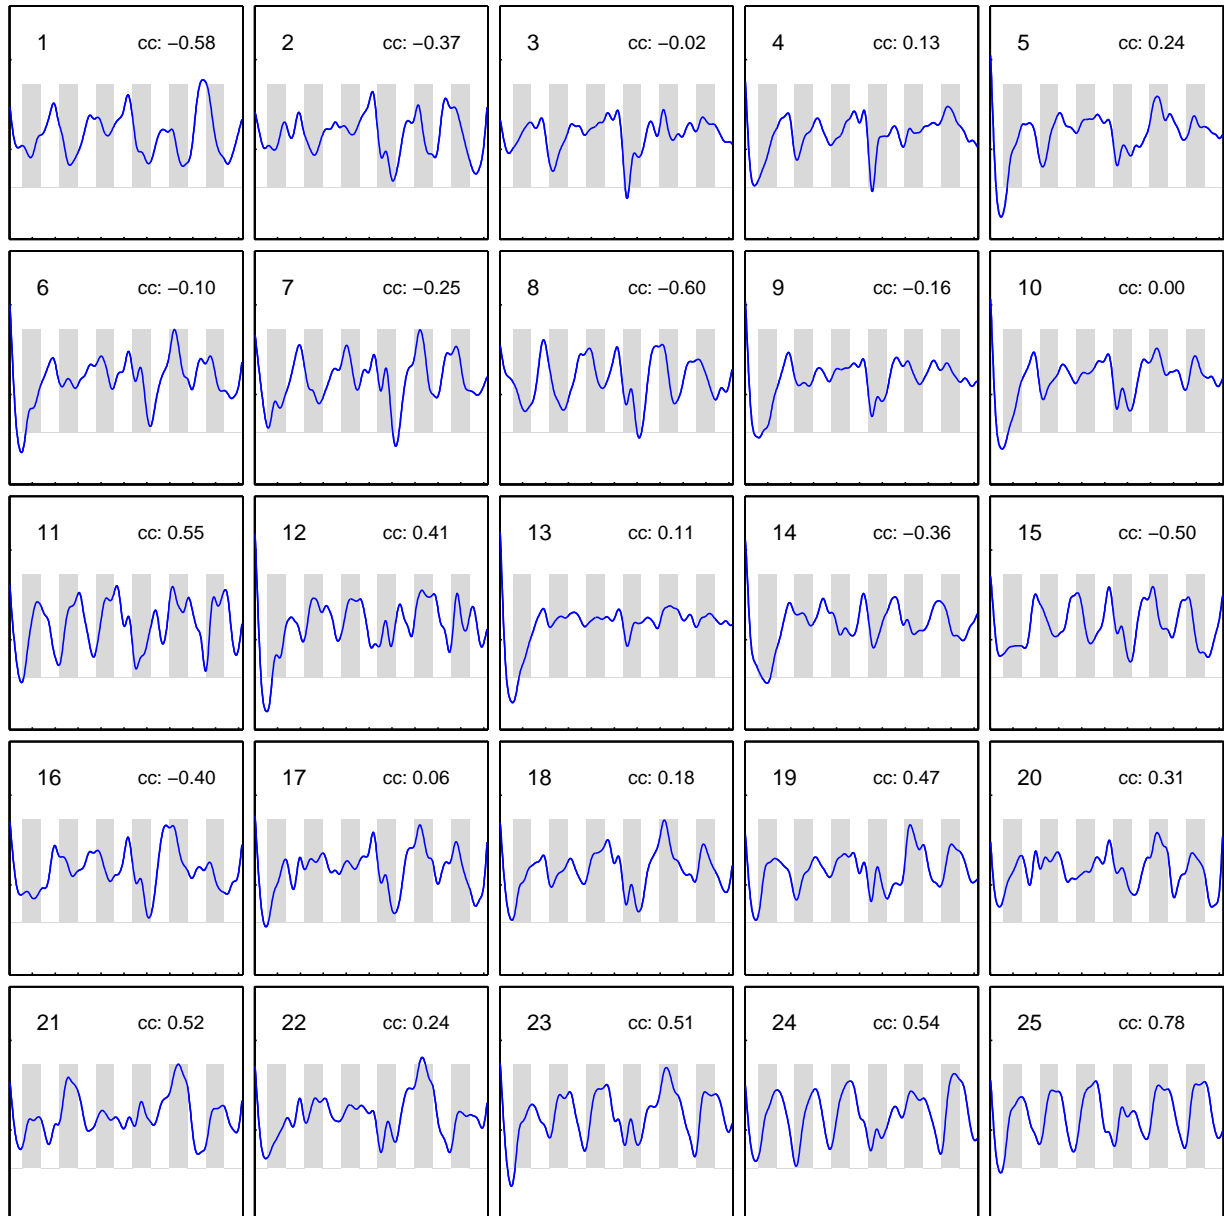 1 cc: −0.58 2 cc: −0.37 3 cc: −0.02 4 cc: 0.13 5 cc: 0.24
6 cc: −0.10 7 cc: −0.25 8 cc: −0.60 9 cc: −0.16 10 cc: 0.00
11 cc: 0.55 12 cc: 0.41 13 cc: 0.11 14 cc: −0.36 15 cc: −0.50
16 cc: −0.40 17 cc: 0.06 18 cc: 0.18 19 cc: 0.47 20 cc: 0.31
21 cc: 0.52 22 cc: 0.24 23 cc: 0.51 24 cc: 0.54 25 cc: 0.78